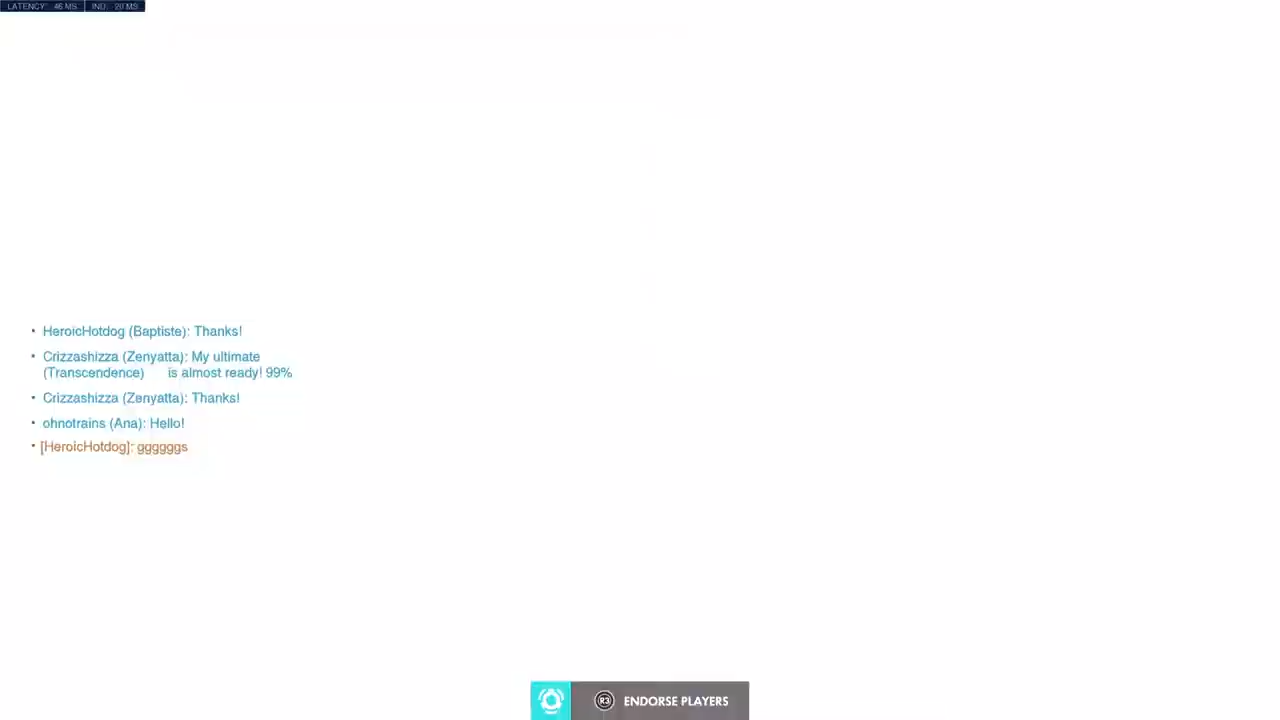 LATENCY: 46 MS IND: 20 MS
• HeroicHotdog (Baptiste): Thanks!
• Crizzashizza (Zenyatta): My ultimate
(Transcendence) is almost ready! 99%
• Crizzashizza (Zenyatta): Thanks!
• ohnotrains (Ana): Hello!
• [HeroicHotdog]: ggggggs
R3 ENDORSE PLAYERS